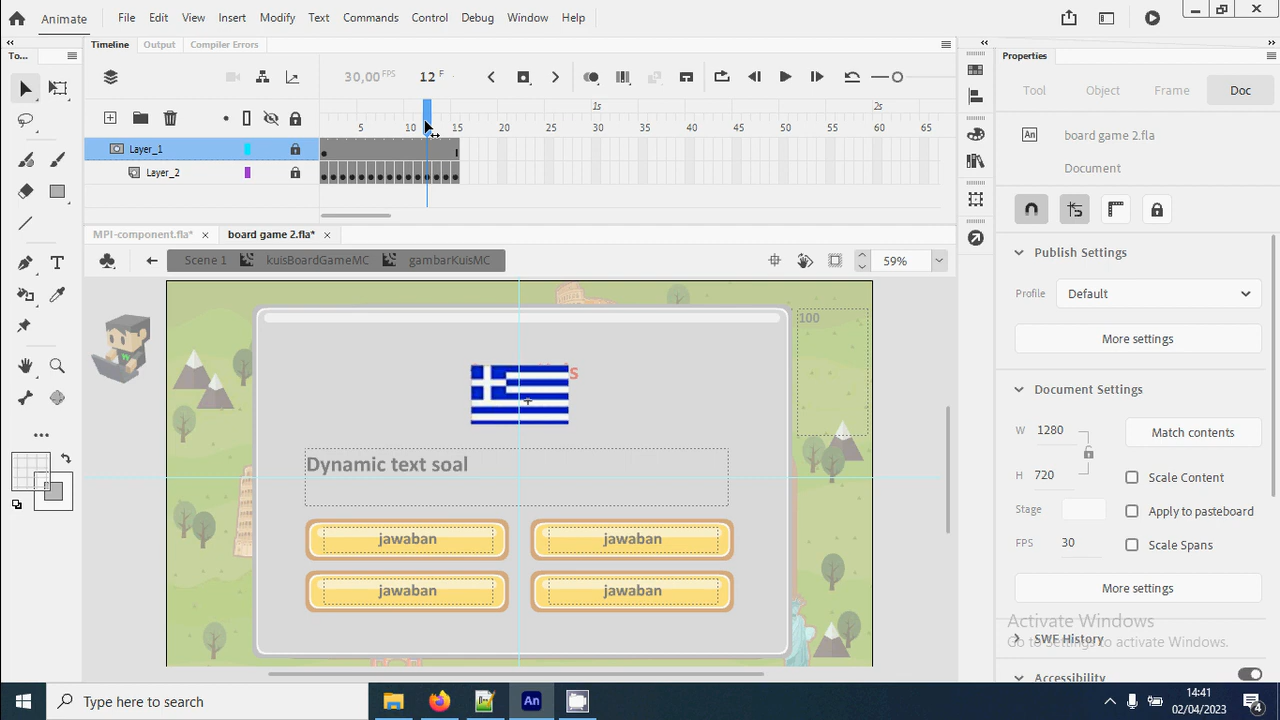 Animate
File Edit View Insert Modify Text Commands Control Debug Window Help
To... Timeline Output Compiler Errors Properties
30,00 FPS 12 F
Tool Object Frame Doc
1s 2s
5 10 15 20 25 30 35 40 45 50 55 60 65
Layer_1
Layer_2
An board game 2.fla*
Document
MPI-component.fla* × board game 2.fla* ×
Scene 1 kuisBoardGameMC gambarKuisMC 59%
Publish Settings
Profile Default
More settings
Document Settings
W 1280 Match contents
H 720 Scale Content
Stage Apply to pasteboard
FPS 30 Scale Spans
More settings
SWF History
Accessibility
W
100
s
Dynamic text soal
jawaban jawaban
jawaban jawaban
Activate Windows
Go to Settings to activate Windows.
Type here to search
An
14:41
02/04/2023
4